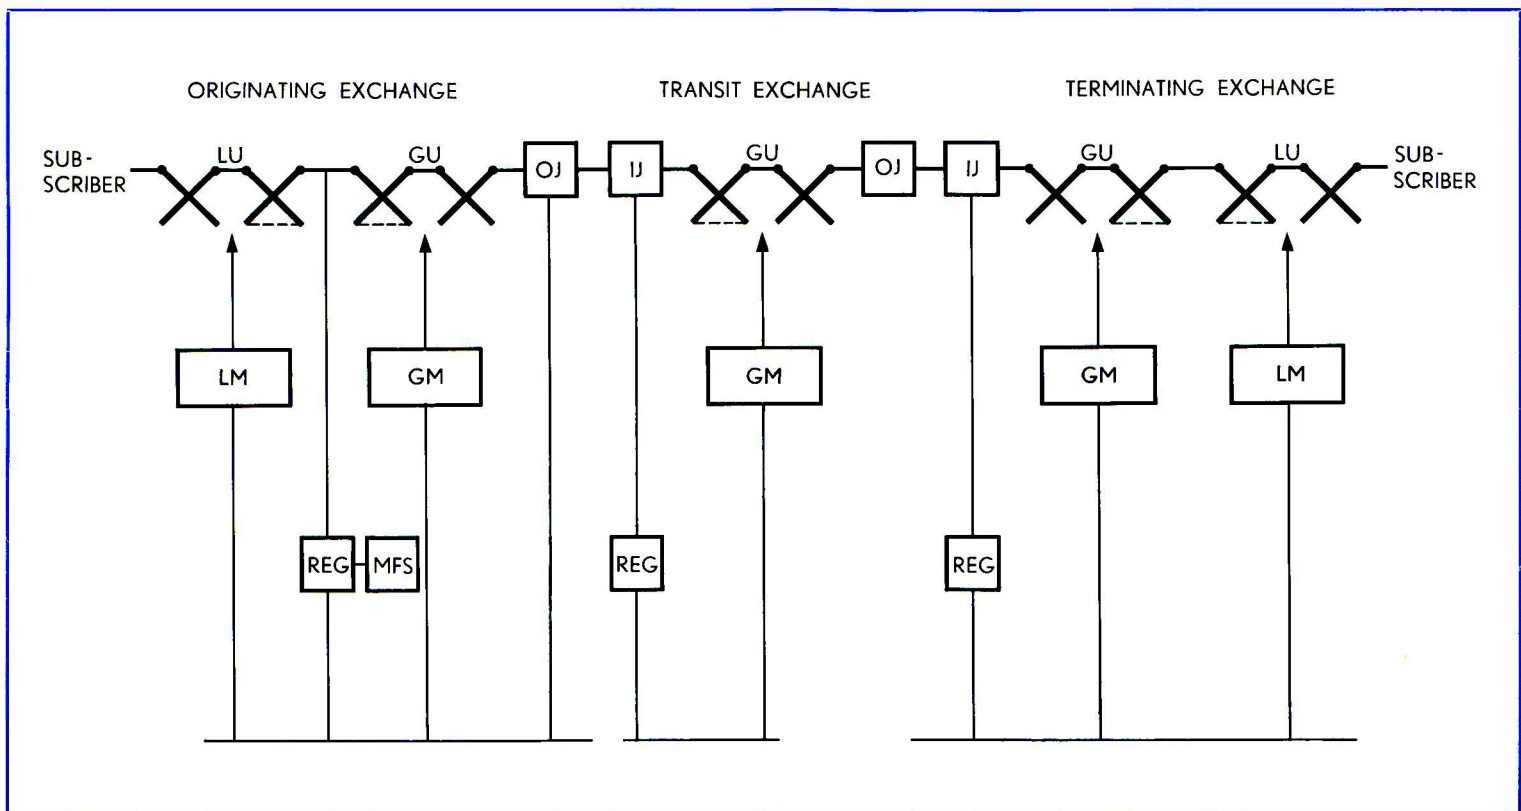 ORIGINATING EXCHANGE
TRANSIT EXCHANGE
TERMINATING EXCHANGE
SUB-
SCRIBER
LU
GU
OJ
IJ
GU
OJ
IJ
GU
LU
SUB-
SCRIBER
LM
GM
GM
GM
LM
REG
MFS
REG
REG